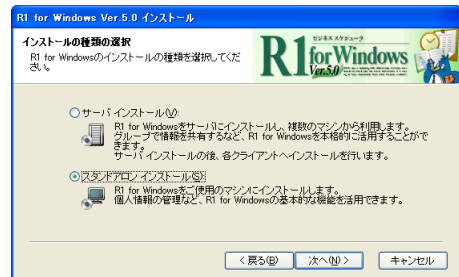 R1 for Windows Ver.5.0 インストール
インストールの種類の選択
R1 for Windowsのインストールの種類を選択してくだ
さい。
ビジネス スケジューラ
R1 for Windows
Ver.5.0
サーバ インストール(V):
R1 for Windowsをサーバにインストールし、複数のマシンから利用します。
グループで情報を共有するなど、R1 for Windowsを本格的に活用することがで
きます。
サーバ インストールの後、各クライアントへインストールを行います。
スタンドアロン インストール(S):
R1 for Windowsをご使用のマシンにインストールします。
個人情報の管理など、R1 for Windowsの基本的な機能を活用できます。
< 戻る(B)
次へ(N) >
キャンセル